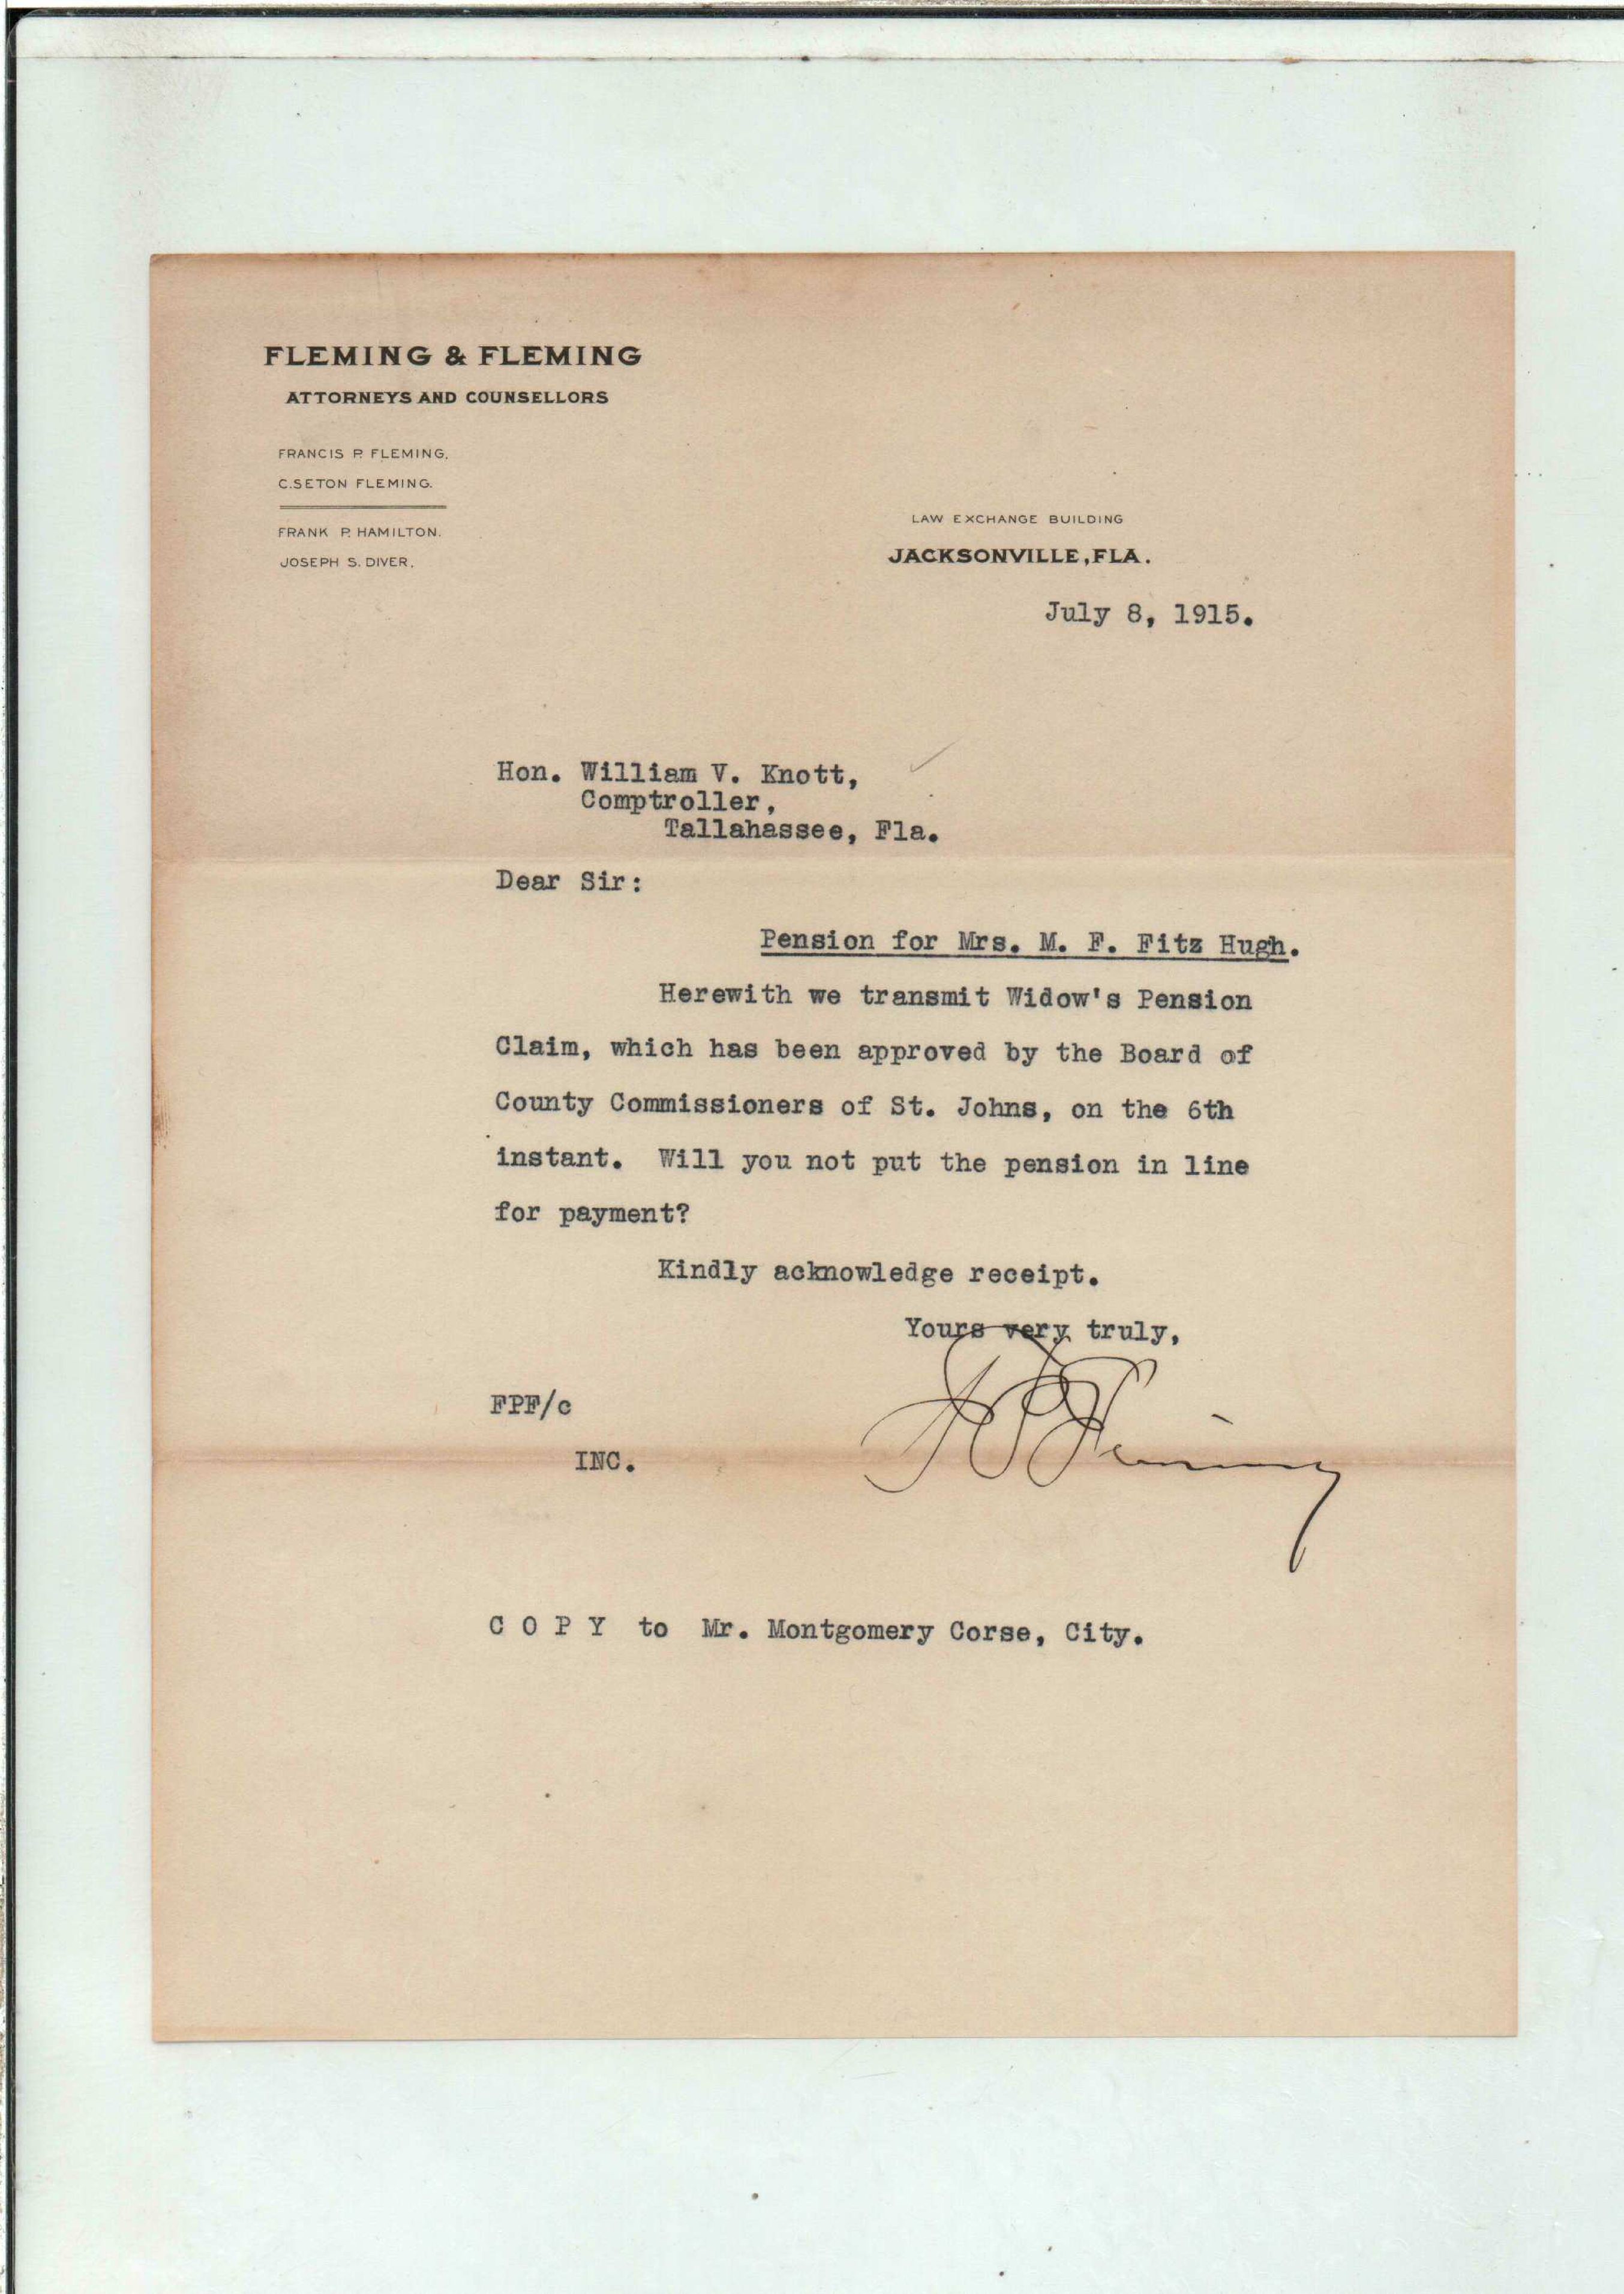 FLEMING & FLEMING
ATTORNEYS AND COUNSELLORS
FRANCIS P. FLEMING.
C. SETON FLEMING.
FRANK P. HAMILTON.
JOSEPH S. DIVER.
LAW EXCHANGE BUILDING
JACKSONVILLE, FLA.
July 8, 1915.
Hon. William V. Knott,
Comptroller,
Tallahassee, Fla.
Dear Sir:
Pension for Mrs. M. F. Fitz Hugh.
Herewith we transmit Widow's Pension
Claim, which has been approved by the Board of
County Commissioners of St. Johns, on the 6th
instant. Will you not put the pension in line
for payment?
Kindly acknowledge receipt.
Yours very truly,
F P Fleming
FPF/c
INC.
C O P Y to Mr. Montgomery Corse, City.